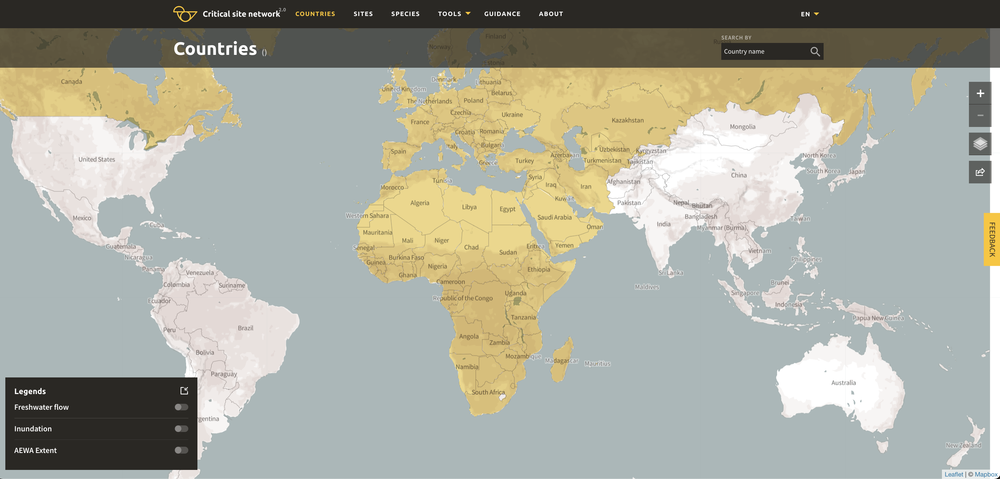 Critical site network 2.0 COUNTRIES SITES SPECIES TOOLS GUIDANCE ABOUT EN
Countries ()
SEARCH BY
Country name
Finland
Russia
Norway
Estonia
Canada
Denmark
Lithuania
United Kingdom
Belarus
The Netherlands
Poland
Czechia
Ukraine
France
Kazakhstan
Mongolia
Croatia
Romania
Italy
Bulgaria
Spain
Uzbekistan
Kyrgyzstan
Azerbaijan
North Korea
United States
Greece
Turkey
Turkmenistan
Tajikistan
South Korea
Japan
China
Syria
Tunisia
Iraq
Afghanistan
Morocco
Iran
Kuwait
Algeria
Libya
Egypt
Pakistan
Nepal
Bhutan
Western Sahara
Saudi Arabia
Bangladesh
Taiwan
Mexico
Cuba
Oman
India
Myanmar (Burma)
Mauritania
Mali
Niger
Chad
Sudan
Eritrea
Yemen
Guatemala
Senegal
Vietnam
Nicaragua
Burkina Faso
Philippines
Guinea
Nigeria
Ethiopia
Panama
Venezuela
Ghana
Sri Lanka
Colombia
Suriname
Cameroon
Maldives
Brunei
Uganda
Singapore
Ecuador
Republic of the Congo
Indonesia
Tanzania
Papua New Guinea
Peru
Brazil
Angola
Zambia
Bolivia
Mozambique
Madagascar
Mauritius
Namibia
Paraguay
Australia
South Africa
rgentina
New Zealand
FEEDBACK
Legends
Freshwater flow
Inundation
AEWA Extent
Leaflet | © Mapbox